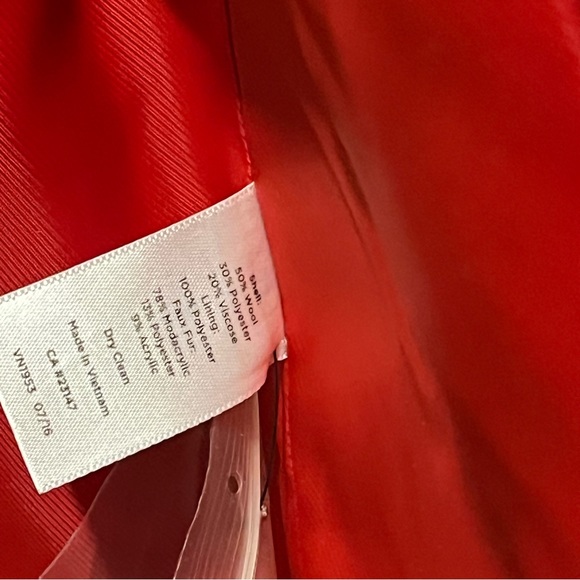 Shell:
50% Wool
30% Polyester
20% Viscose
Lining:
100% Polyester
Faux Fur:
78% Modacrylic
13% Polyester
9% Acrylic
Dry Clean
Made in Vietnam
CA #23147
VN1953 07/16